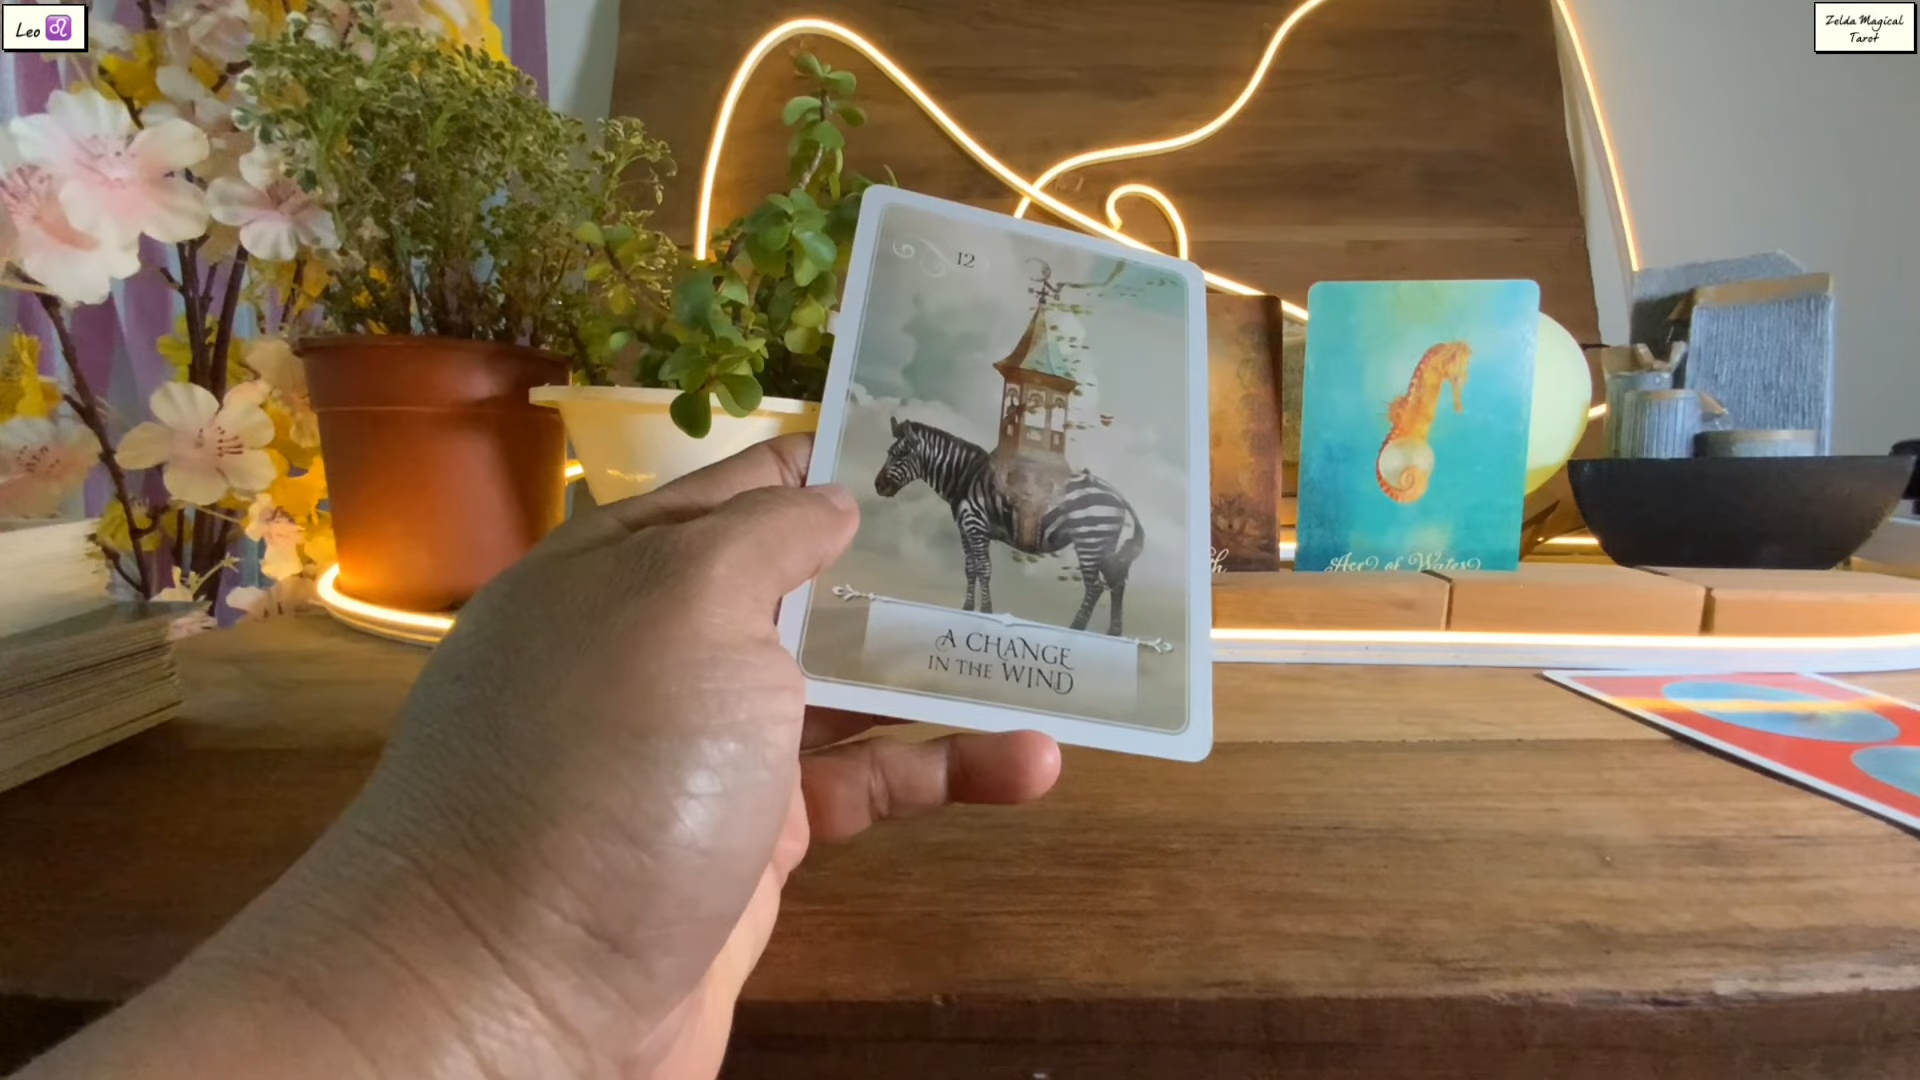 Leo ♌
Zelda Magical
Tarot
12
A CHANGE
IN THE WIND
Ace of Water